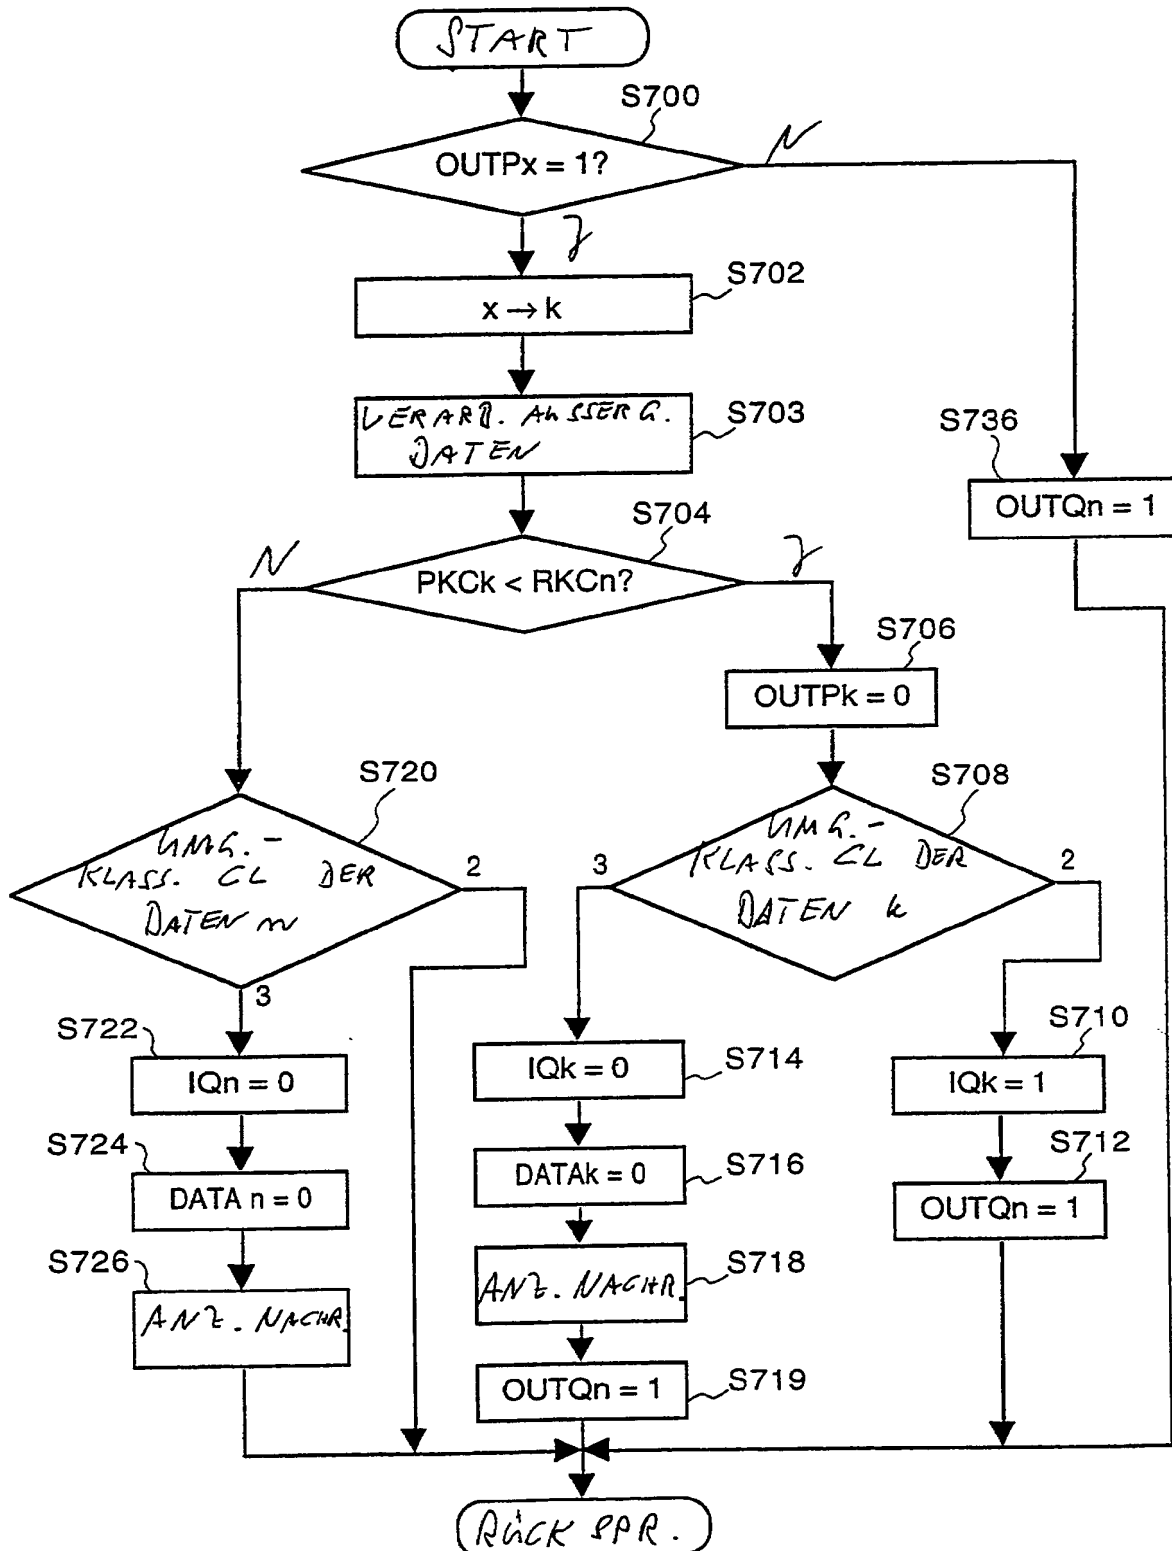 START
S700
OUTPx = 1?
N
J
S702
x → k
S703
VERARB. AUSSERG.
DATEN
S736
OUTQn = 1
S704
N
PKCk < RKCn?
J
S706
OUTPk = 0
S720
UMG.-
KLASS. CL DER
DATEN n
2
3
S708
UMG.-
KLASS. CL DER
DATEN k
3
2
S722
IQn = 0
S714
IQk = 0
S710
IQk = 1
S724
DATA n = 0
S716
DATAk = 0
S712
OUTQn = 1
S726
ANZ. NACHR.
S718
ANZ. NACHR.
OUTQn = 1
S719
RÜCKSPR.